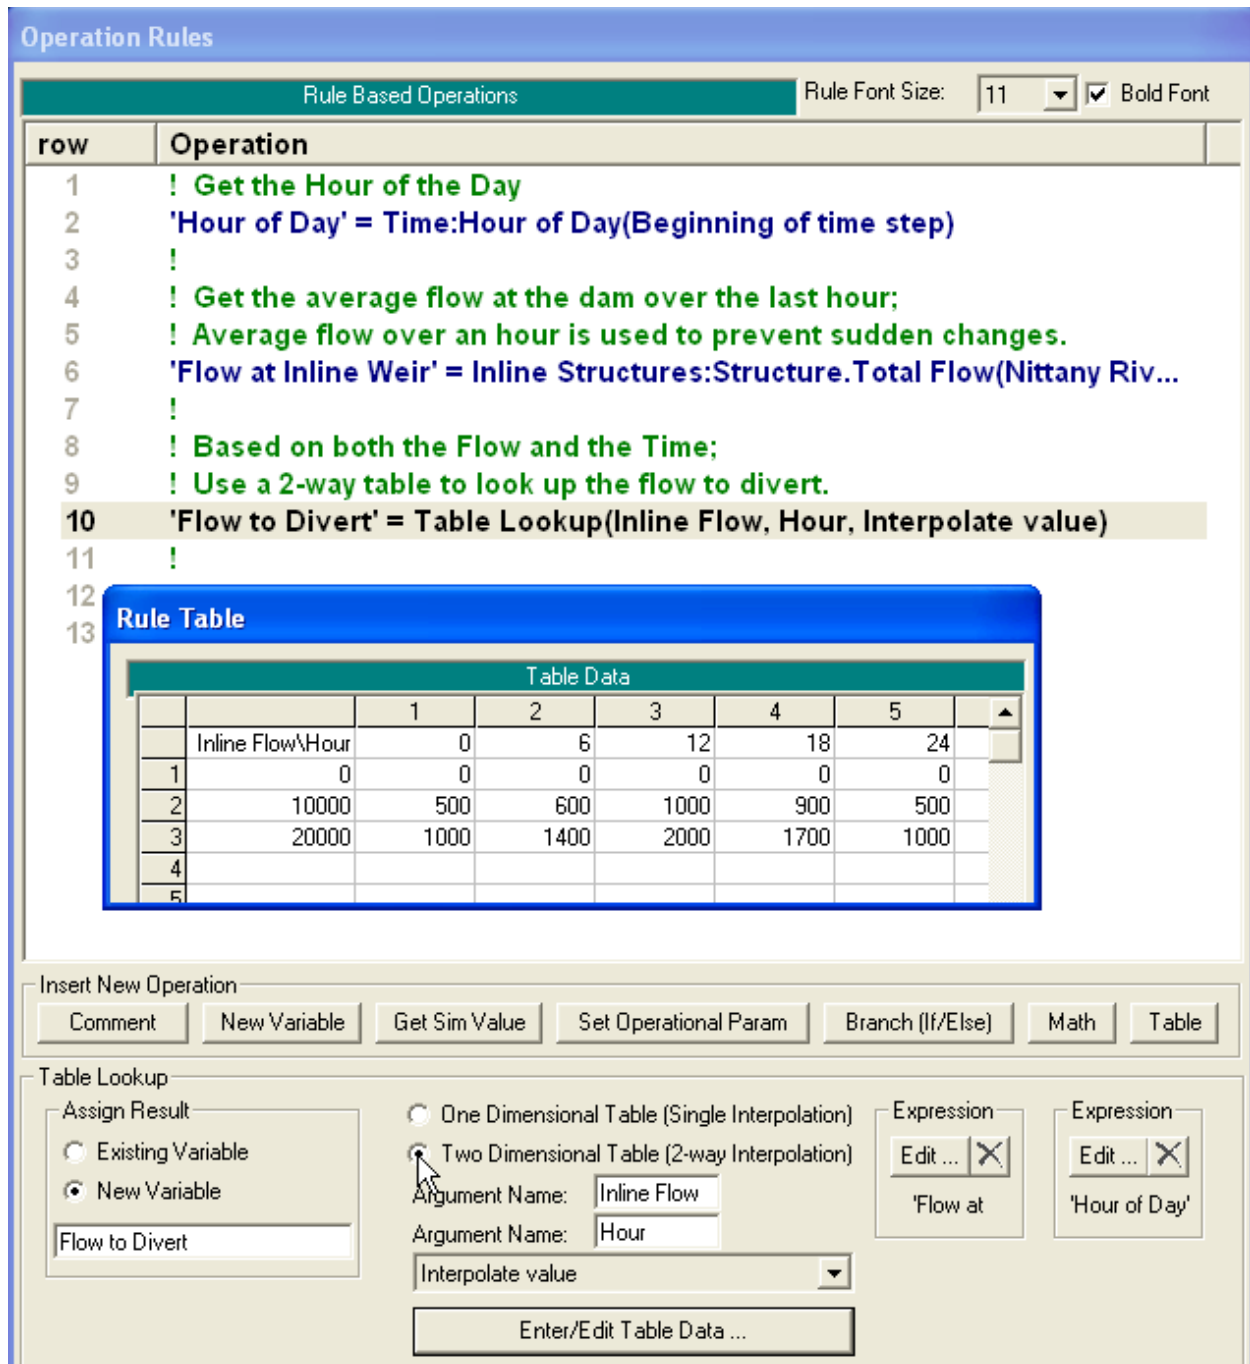 Operation Rules
Rule Based Operations Rule Font Size: 11 Bold Font
row Operation
1 ! Get the Hour of the Day
2 'Hour of Day' = Time:Hour of Day(Beginning of time step)
3 !
4 ! Get the average flow at the dam over the last hour;
5 ! Average flow over an hour is used to prevent sudden changes.
6 'Flow at Inline Weir' = Inline Structures:Structure.Total Flow(Nittany Riv...
7 !
8 ! Based on both the Flow and the Time;
9 ! Use a 2-way table to look up the flow to divert.
10 'Flow to Divert' = Table Lookup(Inline Flow, Hour, Interpolate value)
11 !
12
13
Rule Table
Table Data
1 2 3 4 5
Inline Flow\Hour 0 6 12 18 24
1 0 0 0 0 0 0
2 10000 500 600 1000 900 500
3 20000 1000 1400 2000 1700 1000
4
5
Insert New Operation
Comment New Variable Get Sim Value Set Operational Param Branch (If/Else) Math Table
Table Lookup
Assign Result
Existing Variable
New Variable
Flow to Divert
One Dimensional Table (Single Interpolation)
Two Dimensional Table (2-way Interpolation)
Argument Name: Inline Flow
Argument Name: Hour
Interpolate value
Enter/Edit Table Data ...
Expression
Edit ...
'Flow at
Expression
Edit ...
'Hour of Day'